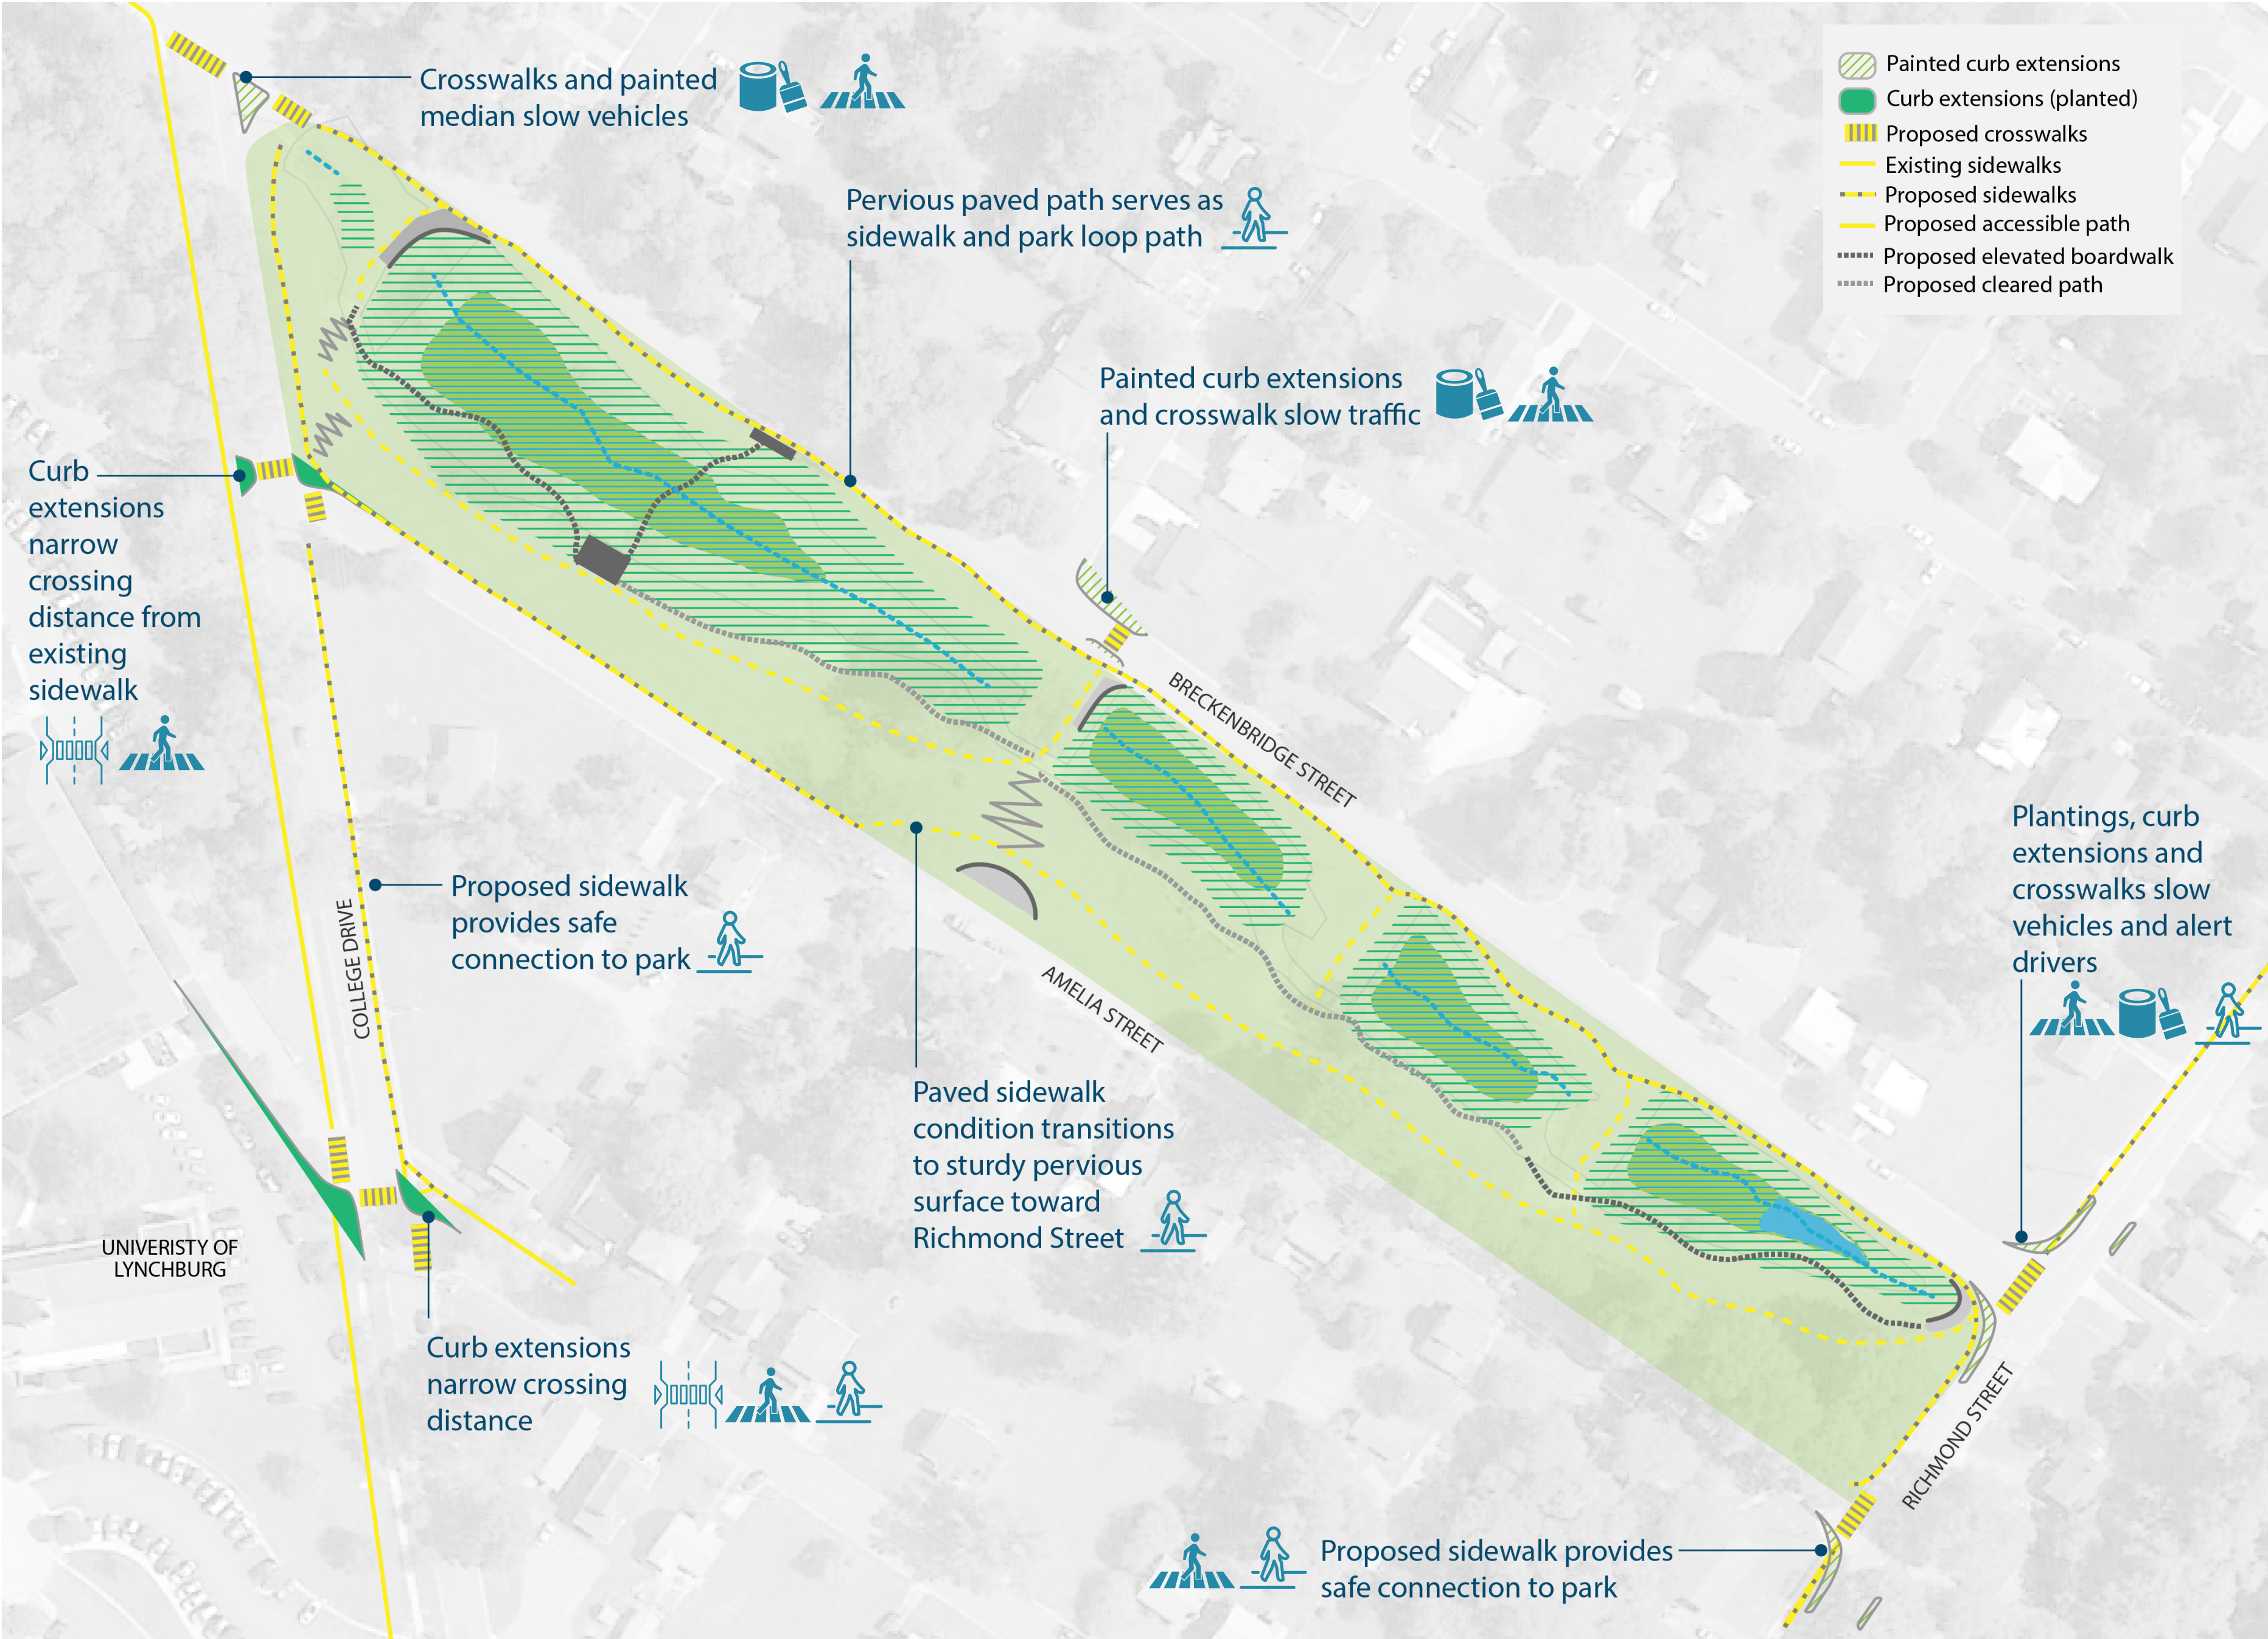 Crosswalks and painted
median slow vehicles
Painted curb extensions
Curb extensions (planted)
Proposed crosswalks
Existing sidewalks
Proposed sidewalks
Proposed accessible path
Proposed elevated boardwalk
Proposed cleared path
Pervious paved path serves as
sidewalk and park loop path
Painted curb extensions
and crosswalk slow traffic
Curb
extensions
narrow
crossing
distance from
existing
sidewalk
BRECKENBRIDGE STREET
Plantings, curb
extensions and
crosswalks slow
vehicles and alert
drivers
Proposed sidewalk
provides safe
connection to park
COLLEGE DRIVE
AMELIA STREET
Paved sidewalk
condition transitions
to sturdy pervious
surface toward
Richmond Street
UNIVERISTY OF
LYNCHBURG
Curb extensions
narrow crossing
distance
RICHMOND STREET
Proposed sidewalk provides
safe connection to park